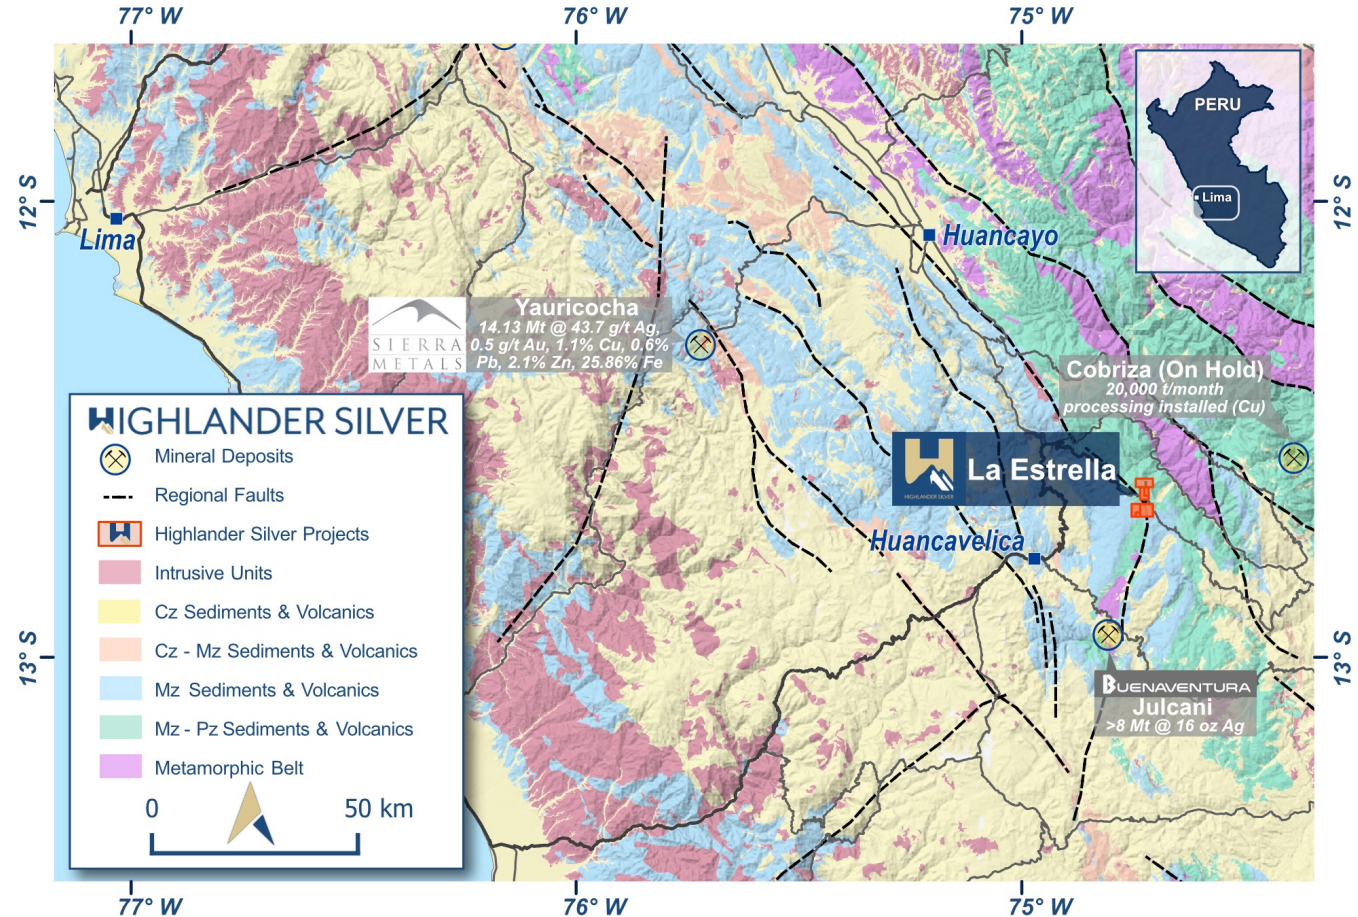 77° W
76° W
75° W
12° S
12° S
PERU
Lima
Lima
Huancayo
SIERRA
METALS
Yauricocha
14.13 Mt @ 43.7 g/t Ag,
0.5 g/t Au, 1.1% Cu, 0.6%
Pb, 2.1% Zn, 25.86% Fe
Cobriza (On Hold)
20,000 t/month
processing installed (Cu)
HIGHLANDER SILVER
La Estrella
Huancavelica
BUENAVENTURA
Julcani
>8 Mt @ 16 oz Ag
HIGHLANDER SILVER
Mineral Deposits
Regional Faults
Highlander Silver Projects
Intrusive Units
Cz Sediments & Volcanics
Cz - Mz Sediments & Volcanics
Mz Sediments & Volcanics
Mz - Pz Sediments & Volcanics
Metamorphic Belt
0 50 km
13° S
13° S
77° W
76° W
75° W